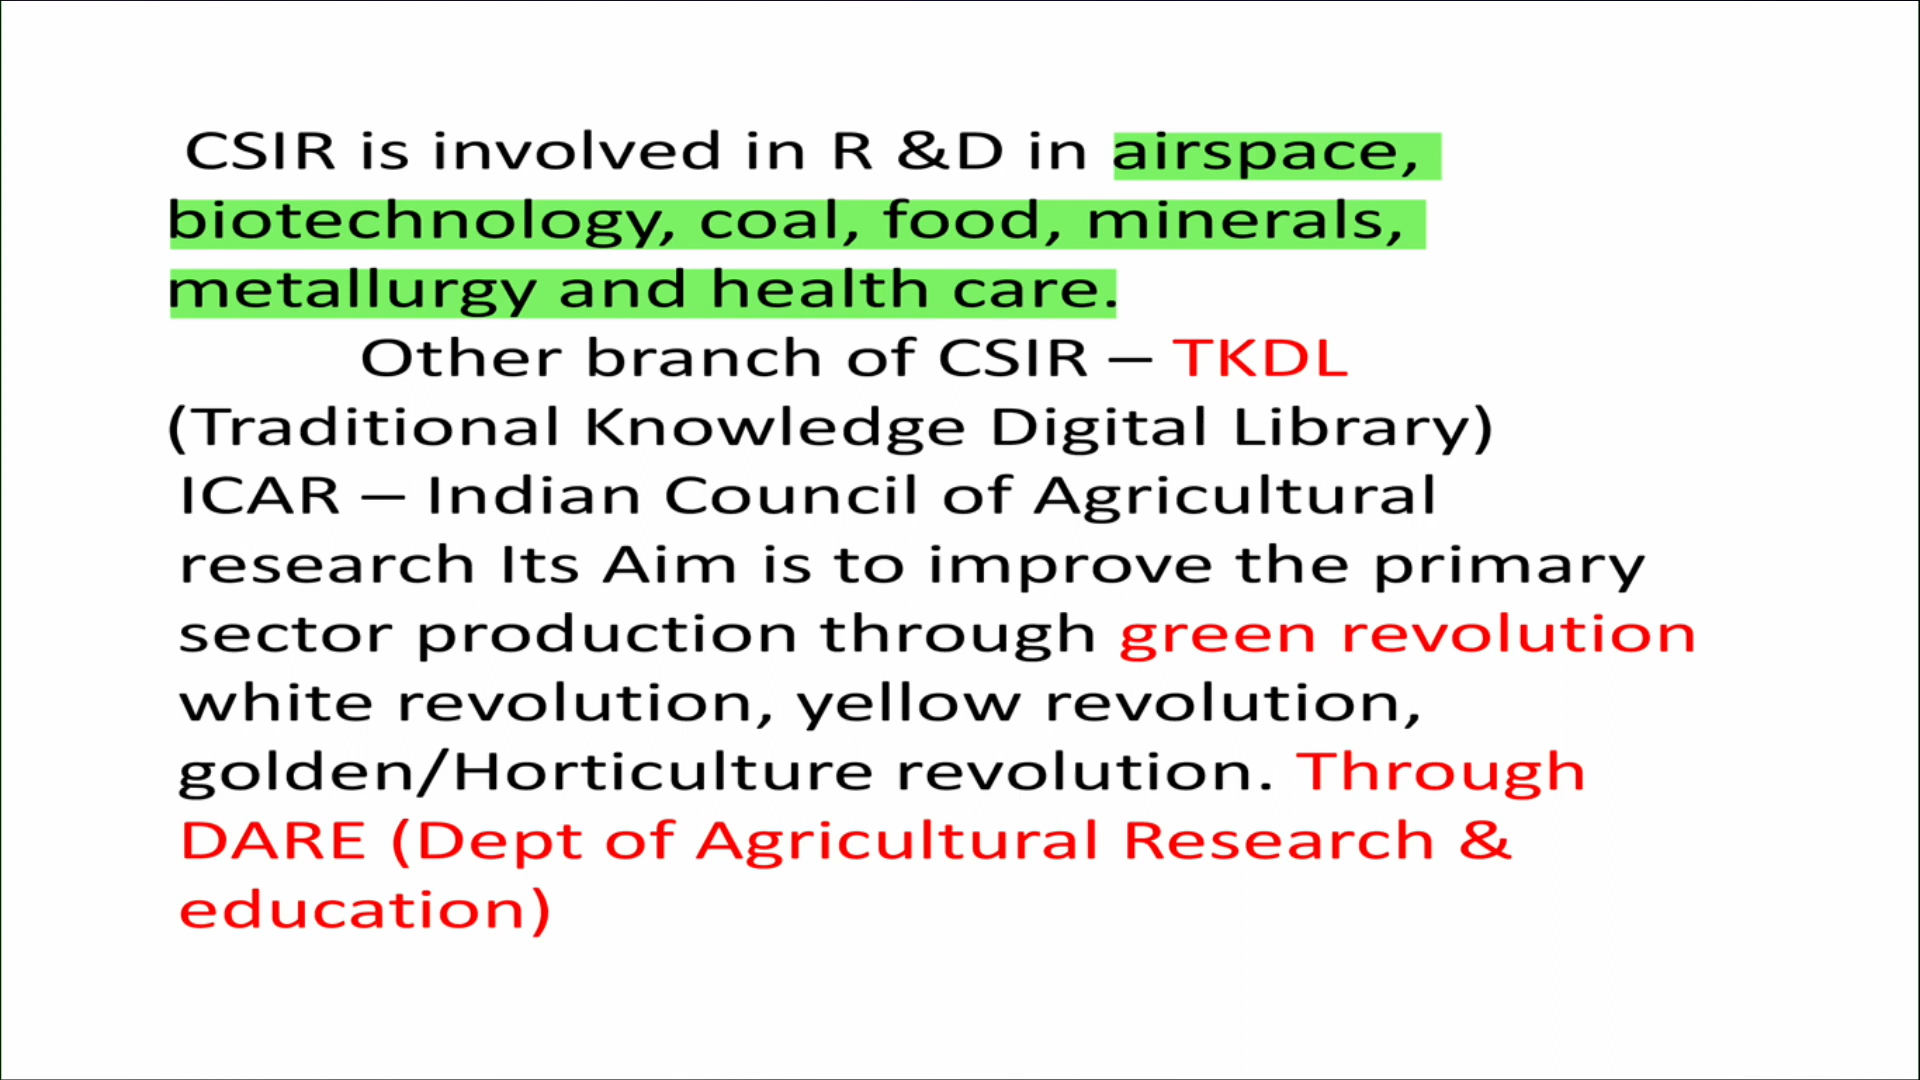 CSIR is involved in R &D in airspace,
biotechnology, coal, food, minerals,
metallurgy and health care.
Other branch of CSIR – TKDL
(Traditional Knowledge Digital Library)
ICAR – Indian Council of Agricultural
research Its Aim is to improve the primary
sector production through green revolution
white revolution, yellow revolution,
golden/Horticulture revolution. Through
DARE (Dept of Agricultural Research &
education)